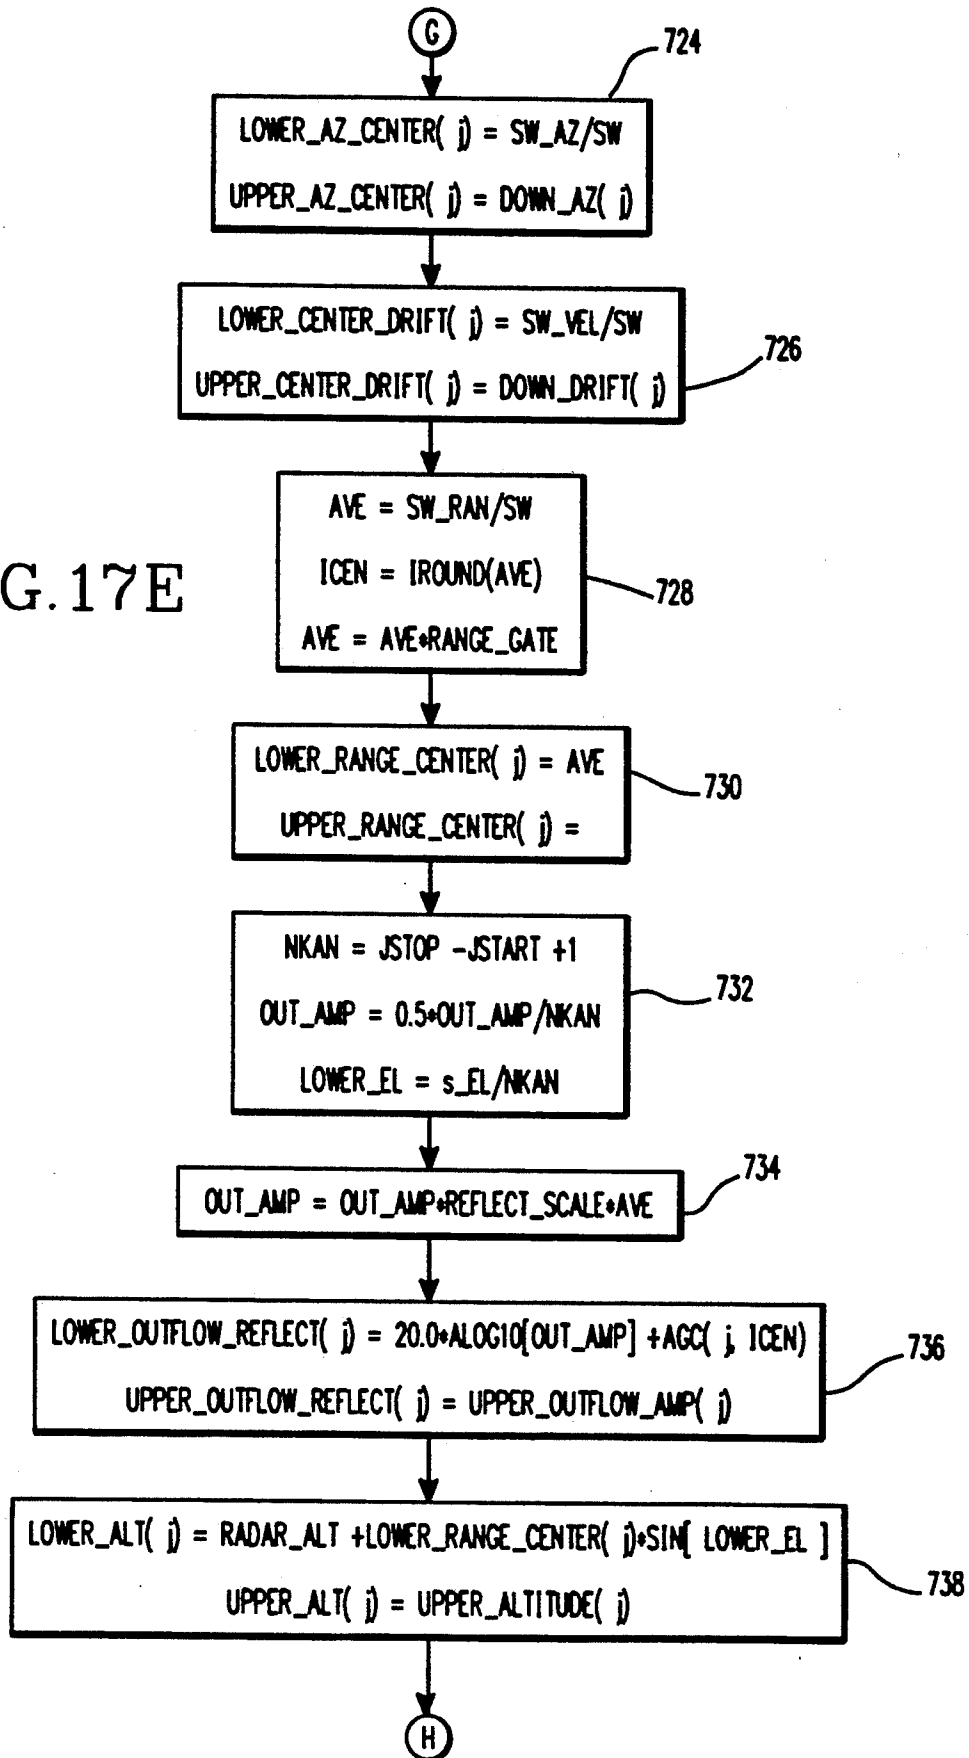 G
724
LOWER_AZ_CENTER( j) = SW_AZ/SW
UPPER_AZ_CENTER( j) = DOWN_AZ( j)
LOWER_CENTER_DRIFT( j) = SW_VEL/SW
UPPER_CENTER_DRIFT( j) = DOWN_DRIFT( j)
726
AVE = SW_RAN/SW
ICEN = IROUND(AVE)
AVE = AVE*RANGE_GATE
728
G.17E
LOWER_RANGE_CENTER( j) = AVE
UPPER_RANGE_CENTER( j) =
730
NKAN = JSTOP -JSTART +1
OUT_AMP = 0.5*OUT_AMP/NKAN
LOWER_EL = s_EL/NKAN
732
734
OUT_AMP = OUT_AMP*REFLECT_SCALE*AVE
LOWER_OUTFLOW_REFLECT( j) = 20.0*ALOG10[OUT_AMP] +AGC( j, ICEN)
UPPER_OUTFLOW_REFLECT( j) = UPPER_OUTFLOW_AMP( j)
736
LOWER_ALT( j) = RADAR_ALT +LOWER_RANGE_CENTER( j)*SIN[ LOWER_EL ]
UPPER_ALT( j) = UPPER_ALTITUDE( j)
738
H